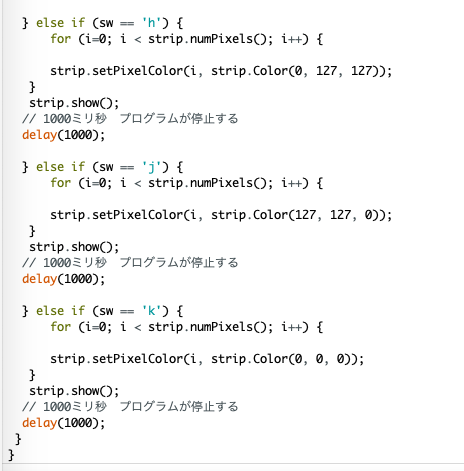 } else if (sw == 'h') {
for (i=0; i < strip.numPixels(); i++) {
strip.setPixelColor(i, strip.Color(0, 127, 127));
}
strip.show();
// 1000ミリ秒　プログラムが停止する
delay(1000);
} else if (sw == 'j') {
for (i=0; i < strip.numPixels(); i++) {
strip.setPixelColor(i, strip.Color(127, 127, 0));
}
strip.show();
// 1000ミリ秒　プログラムが停止する
delay(1000);
} else if (sw == 'k') {
for (i=0; i < strip.numPixels(); i++) {
strip.setPixelColor(i, strip.Color(0, 0, 0));
}
strip.show();
// 1000ミリ秒　プログラムが停止する
delay(1000);
}
}